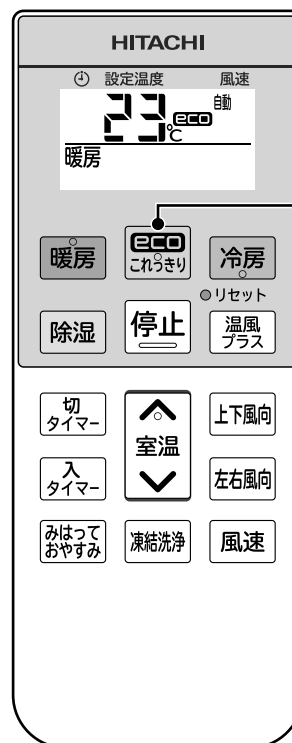 HITACHI
設定温度 風速
23℃ eco 自動
暖房
暖房 eco これっきり 冷房
リセット
除湿 停止 温風プラス
切タイマー 室温 上下風向
入タイマー 左右風向
みはっておやすみ 凍結洗浄 風速